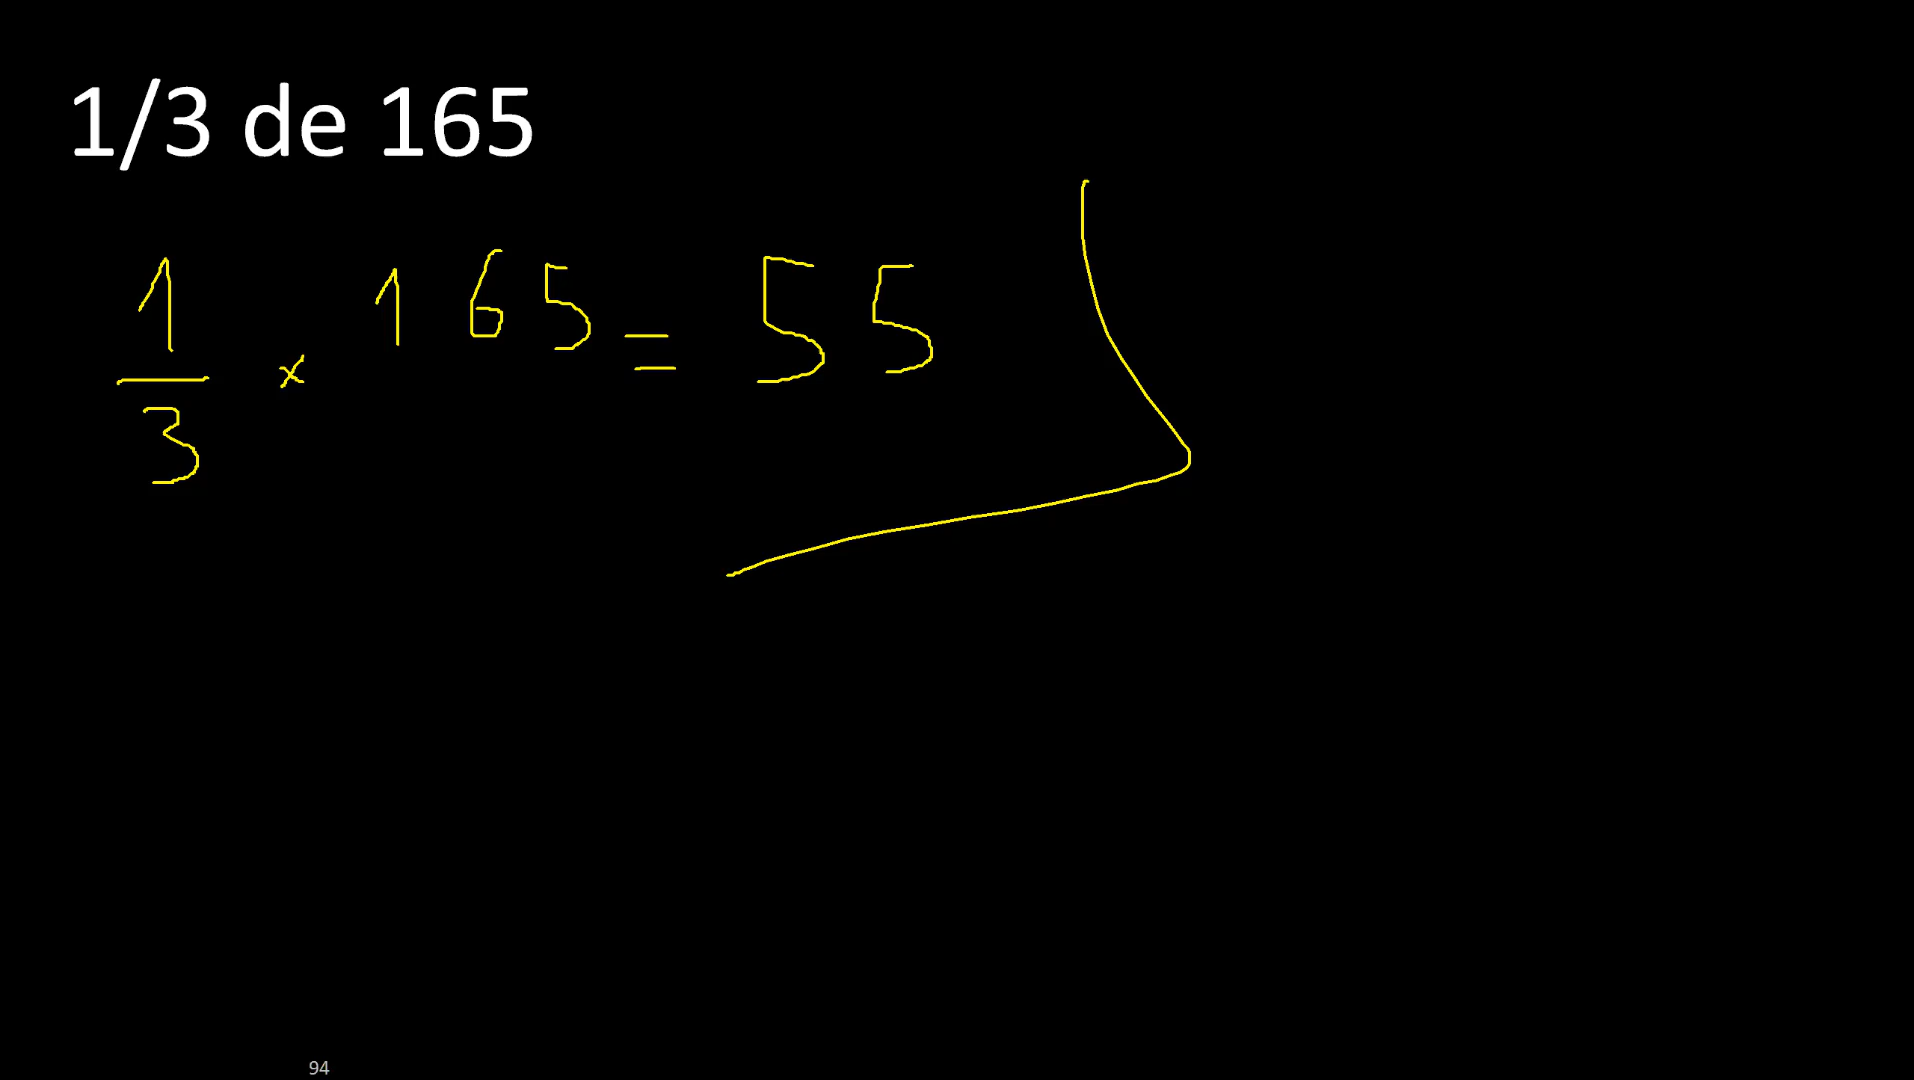 1/3 de 165
1/3 × 165 = 55
94